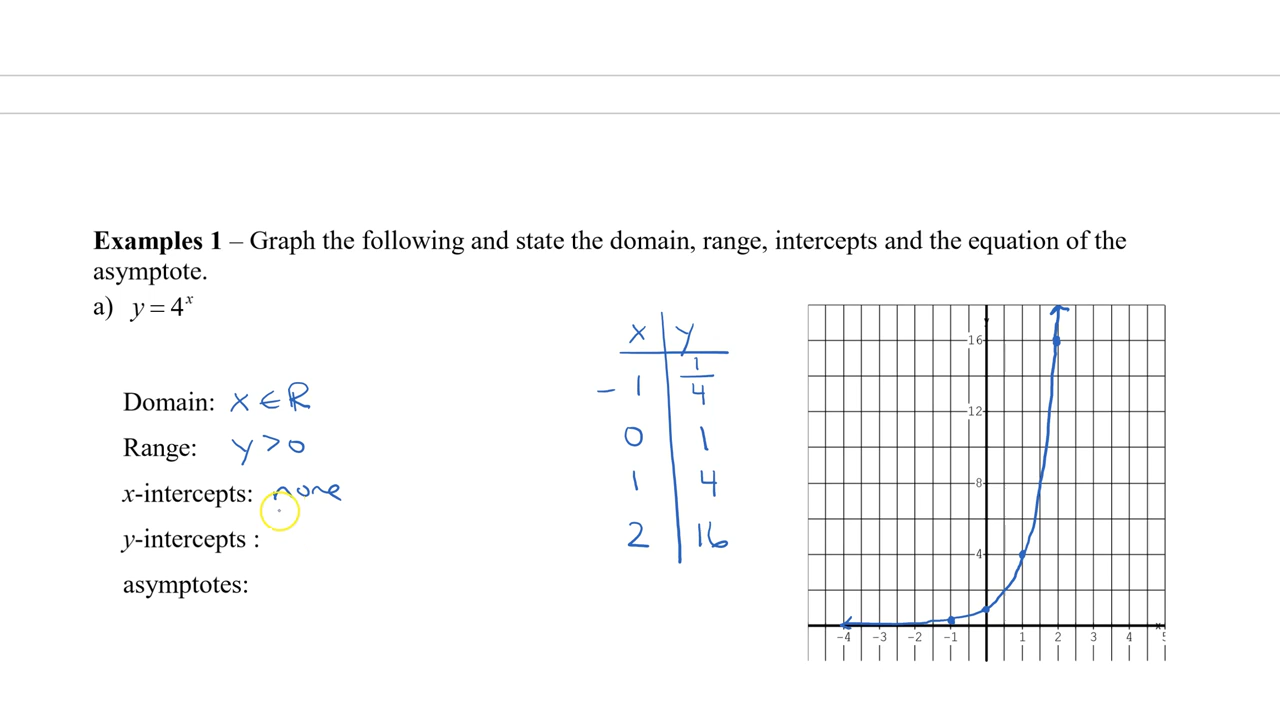 Examples 1 – Graph the following and state the domain, range, intercepts and the equation of the
asymptote.
a) y = 4ˣ
Domain: x ∈ ℝ
Range: y > 0
x-intercepts: none
y-intercepts :
asymptotes:
x y
-1 1/4
0 1
1 4
2 16
16
12
8
4
-4 -3 -2 -1 1 2 3 4 5
x